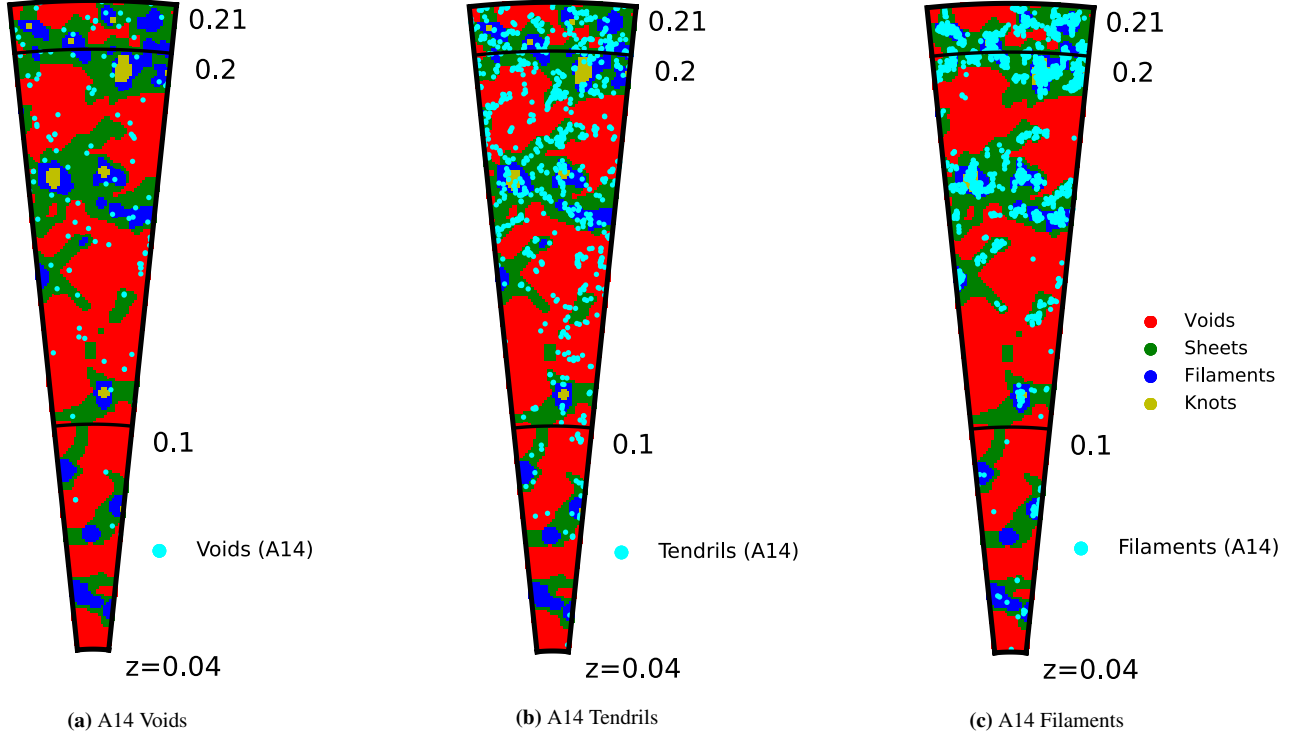 0.21
0.2
0.1
Voids (A14)
z=0.04
(a) A14 Voids
0.21
0.2
0.1
Tendrils (A14)
z=0.04
(b) A14 Tendrils
0.21
0.2
Voids
Sheets
Filaments
Knots
0.1
Filaments (A14)
z=0.04
(c) A14 Filaments